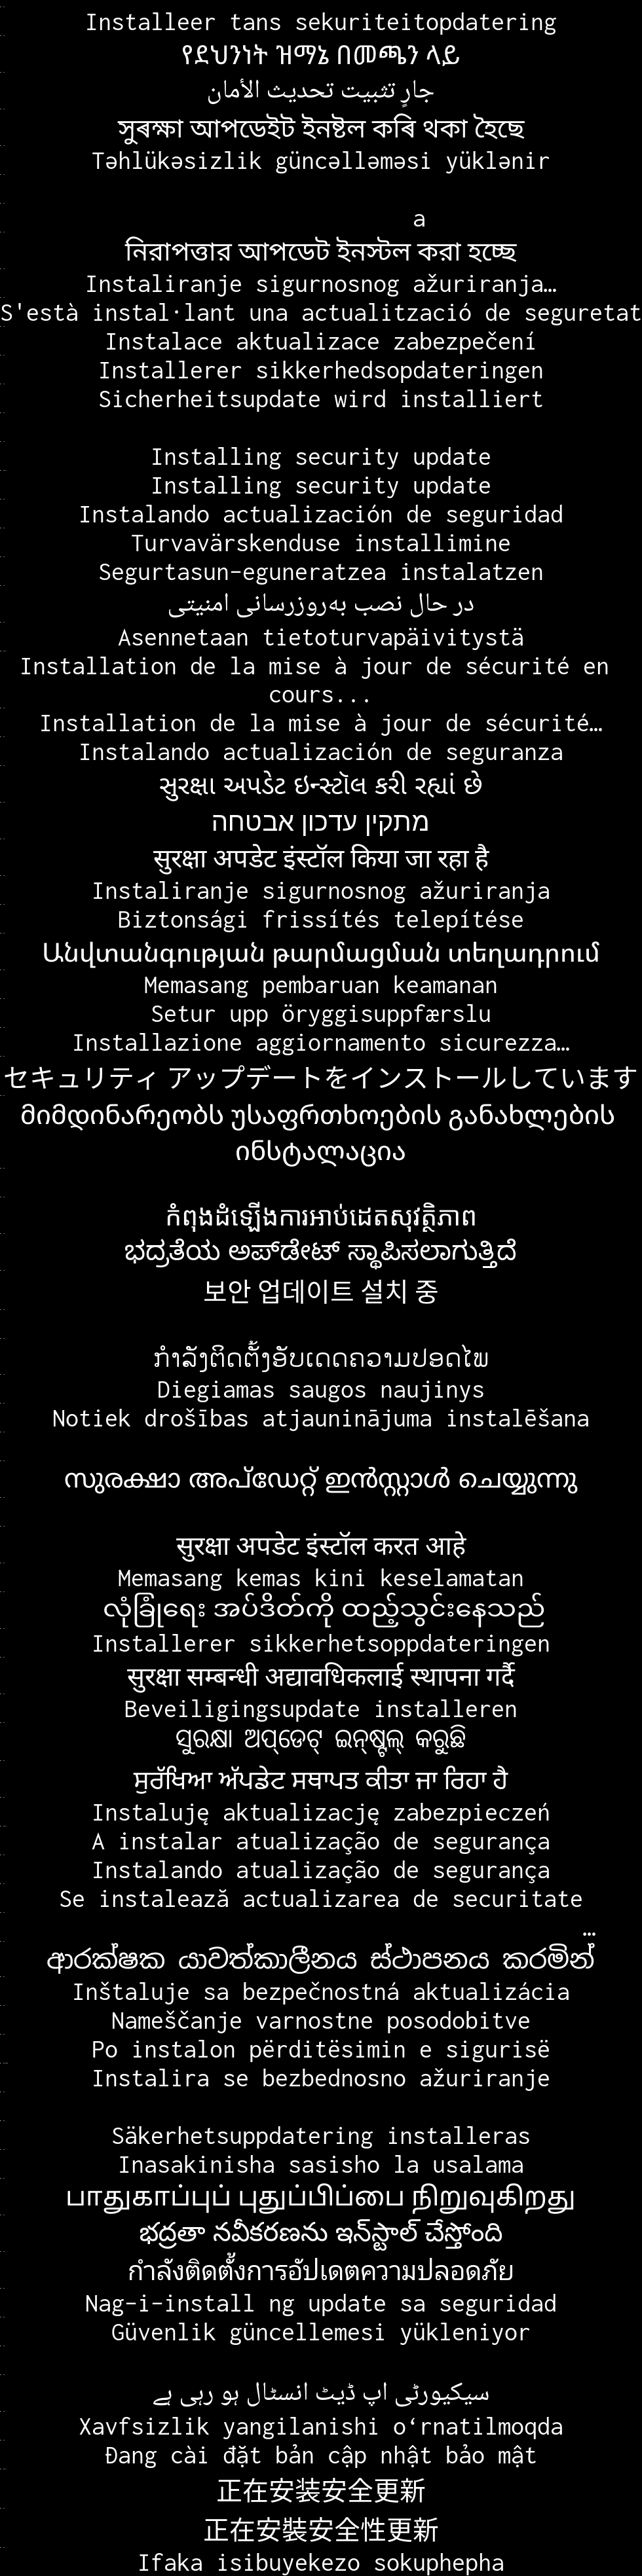 Installeer tans sekuriteitopdatering
የደህንነት ዝማኔ በመጫን ላይ
جارٍ تثبيت تحديث الأمان
সুৰক্ষা আপডেইট ইনষ্টল কৰি থকা হৈছে
Təhlükəsizlik güncəlləməsi yüklənir
a
নিরাপত্তার আপডেট ইনস্টল করা হচ্ছে
Instaliranje sigurnosnog ažuriranja…
S'està instal·lant una actualització de seguretat
Instalace aktualizace zabezpečení
Installerer sikkerhedsopdateringen
Sicherheitsupdate wird installiert
Installing security update
Installing security update
Instalando actualización de seguridad
Turvavärskenduse installimine
Segurtasun-eguneratzea instalatzen
در حال نصب به‌روزرسانی امنیتی
Asennetaan tietoturvapäivitystä
Installation de la mise à jour de sécurité en
cours...
Installation de la mise à jour de sécurité…
Instalando actualización de seguranza
સુરક્ષા અપડેટ ઇન્સ્ટૉલ કરી રહ્યાં છે
מתקין עדכון אבטחה
सुरक्षा अपडेट इंस्टॉल किया जा रहा है
Instaliranje sigurnosnog ažuriranja
Biztonsági frissítés telepítése
Անվտանգության թարմացման տեղադրում
Memasang pembaruan keamanan
Setur upp öryggisuppfærslu
Installazione aggiornamento sicurezza…
セキュリティ アップデートをインストールしています
მიმდინარეობს უსაფრთხოების განახლების
ინსტალაცია
កំពុងដំឡើងការអាប់ដេតសុវត្ថិភាព
ಭದ್ರತೆಯ ಅಪ್‌ಡೇಟ್‌ ಸ್ಥಾಪಿಸಲಾಗುತ್ತಿದೆ
보안 업데이트 설치 중
ກຳລັງຕິດຕັ້ງອັບເດດຄວາມປອດໄພ
Diegiamas saugos naujinys
Notiek drošības atjauninājuma instalēšana
സുരക്ഷാ അപ്ഡേറ്റ് ഇൻസ്റ്റാൾ ചെയ്യുന്നു
सुरक्षा अपडेट इंस्टॉल करत आहे
Memasang kemas kini keselamatan
လုံခြုံရေး အပ်ဒိတ်ကို ထည့်သွင်းနေသည်
Installerer sikkerhetsoppdateringen
सुरक्षा सम्बन्धी अद्यावधिकलाई स्थापना गर्दै
Beveiligingsupdate installeren
ସୁରକ୍ଷା ଅପ୍‌ଡେଟ୍‌ ଇନ୍‌ଷ୍ଟଲ୍‌ କରୁଛି
ਸੁਰੱਖਿਆ ਅੱਪਡੇਟ ਸਥਾਪਤ ਕੀਤਾ ਜਾ ਰਿਹਾ ਹੈ
Instaluję aktualizację zabezpieczeń
A instalar atualização de segurança
Instalando atualização de segurança
Se instalează actualizarea de securitate
…
ආරක්ෂක යාවත්කාලීනය ස්ථාපනය කරමින්
Inštaluje sa bezpečnostná aktualizácia
Nameščanje varnostne posodobitve
Po instalon përditësimin e sigurisë
Instalira se bezbednosno ažuriranje
Säkerhetsuppdatering installeras
Inasakinisha sasisho la usalama
பாதுகாப்புப் புதுப்பிப்பை நிறுவுகிறது
భద్రతా నవీకరణను ఇన్‌స్టాల్ చేస్తోంది
กำลังติดตั้งการอัปเดตความปลอดภัย
Nag-i-install ng update sa seguridad
Güvenlik güncellemesi yükleniyor
سیکیورٹی اپ ڈیٹ انسٹال ہو رہی ہے
Xavfsizlik yangilanishi oʻrnatilmoqda
Đang cài đặt bản cập nhật bảo mật
正在安装安全更新
正在安裝安全性更新
Ifaka isibuyekezo sokuphepha